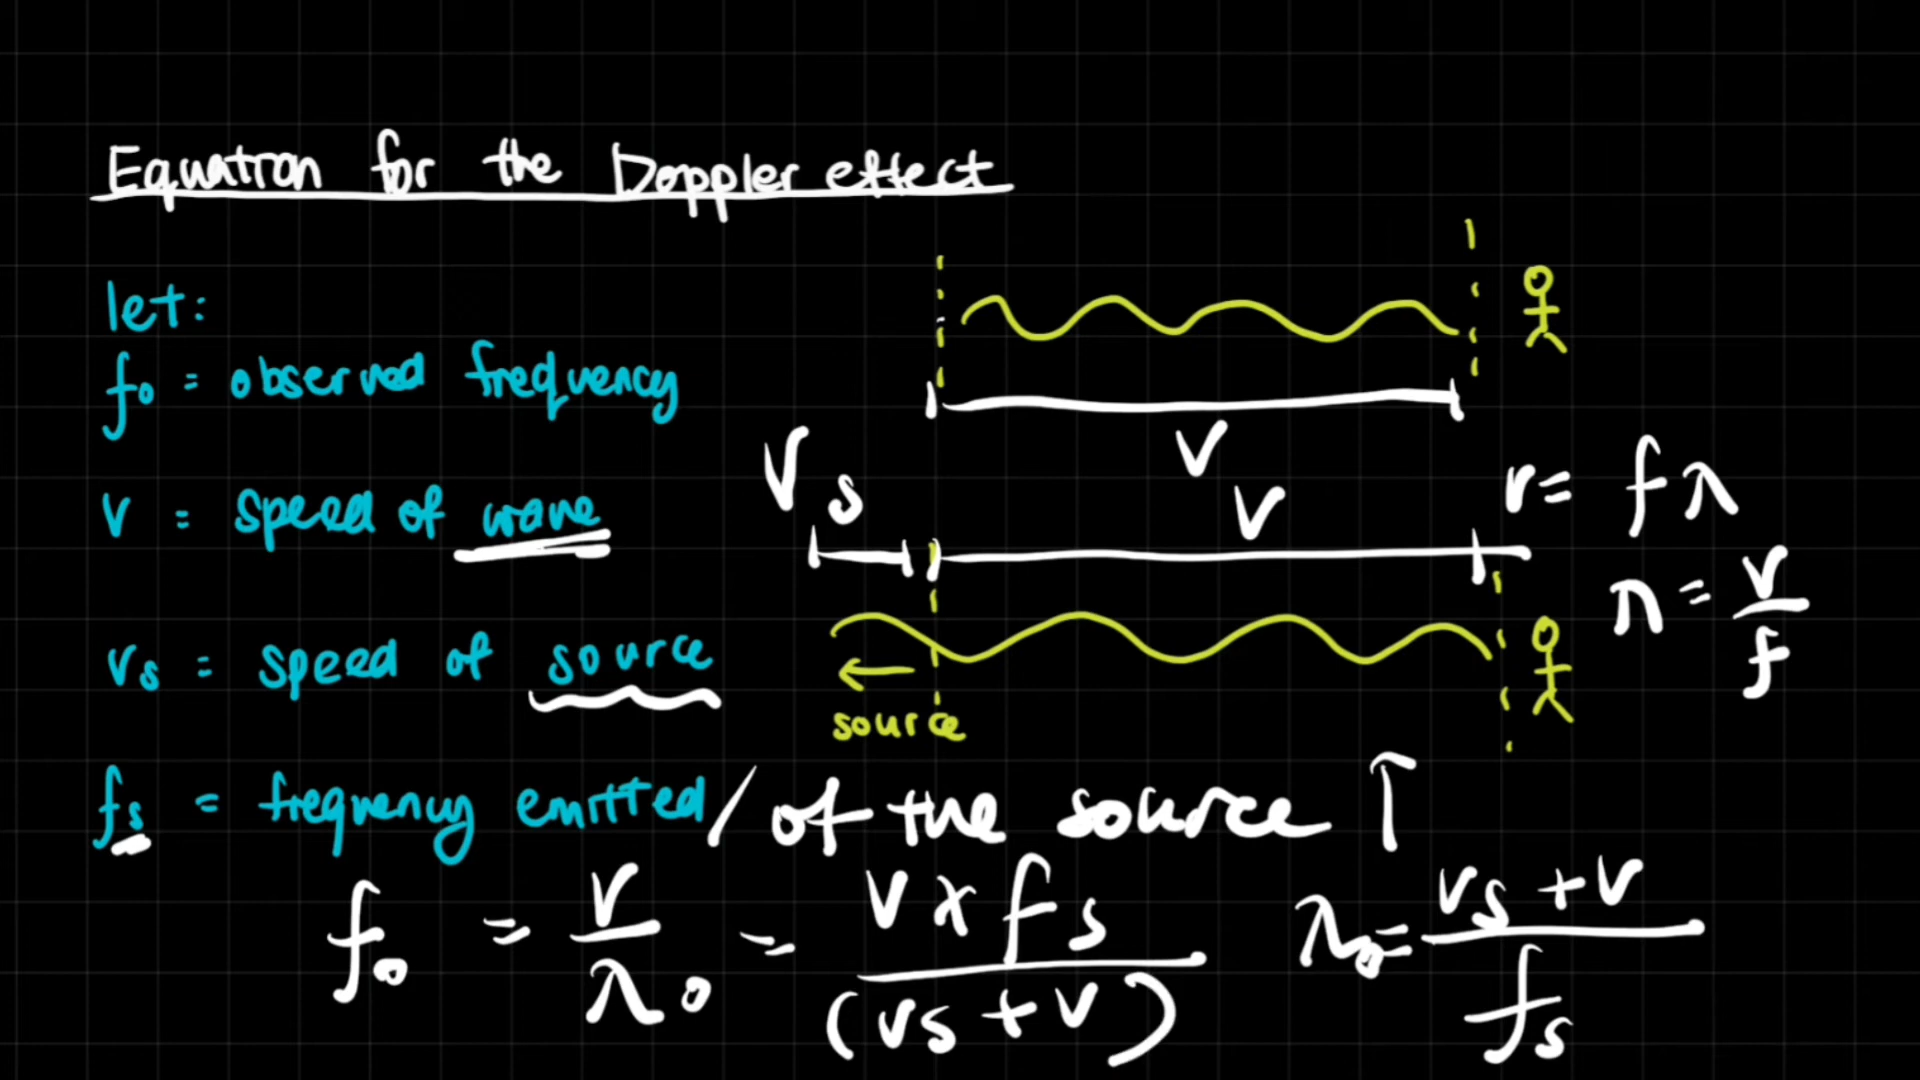 Equation for the Doppler effect
let:
fo = observed frequency
v = speed of wave
vs = speed of source
fs = frequency emitted / of the source ↑
v
vs
v
v = fλ
λ = v/f
source
fo = v/λo = v × fs/(vs + v)
λo = vs + v/fs